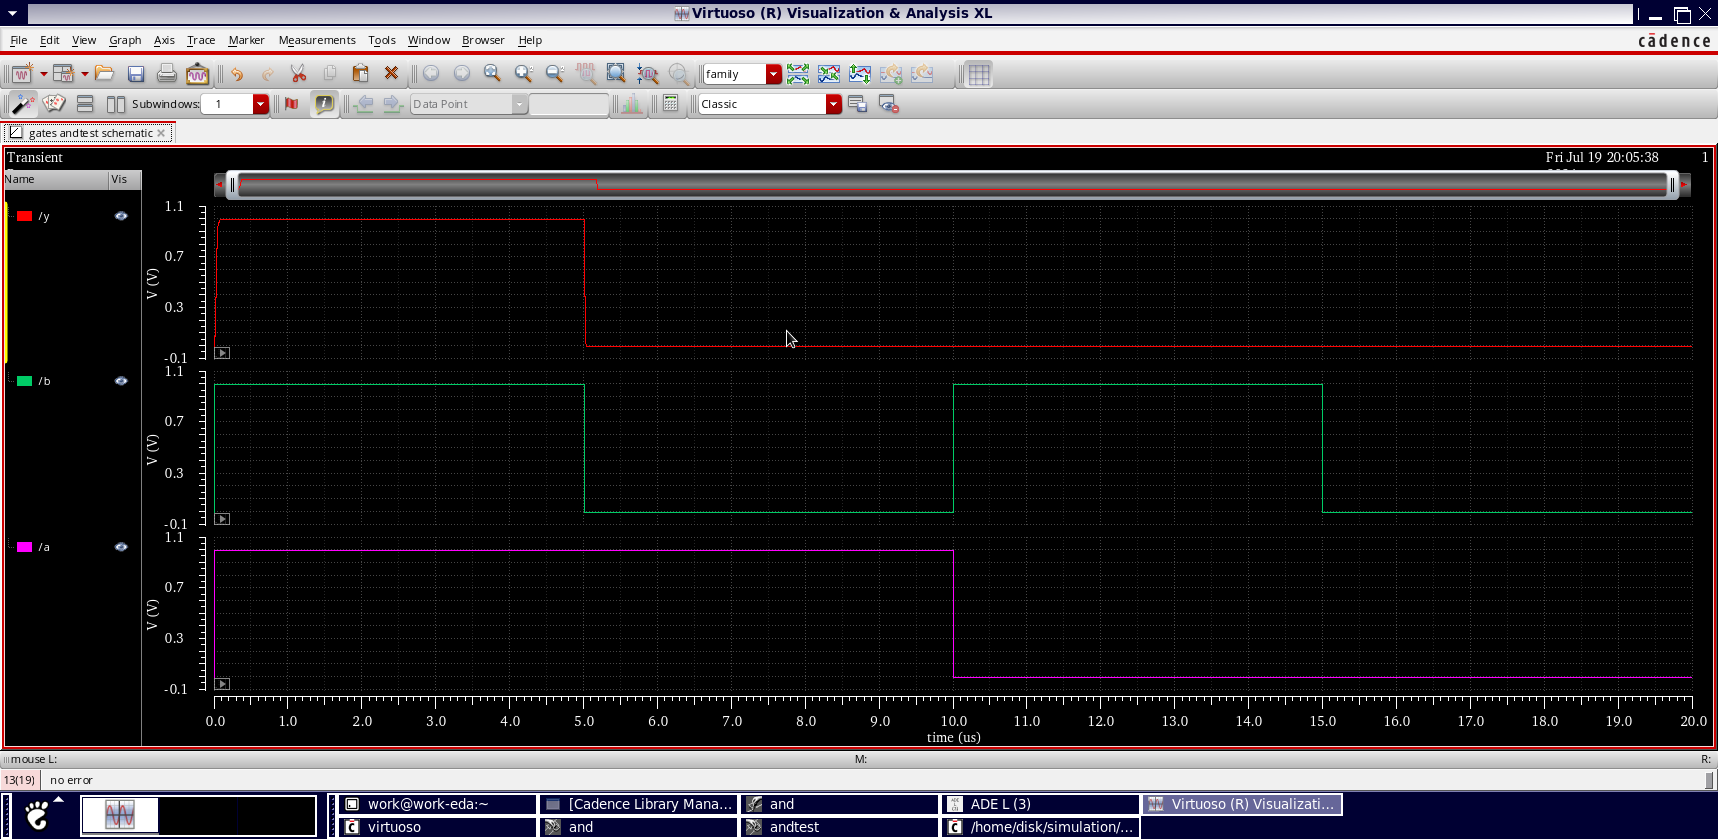 Virtuoso (R) Visualization & Analysis XL
File Edit View Graph Axis Trace Marker Measurements Tools Window Browser Help
cādence
family
Subwindows: 1
Data Point
Classic
gates andtest schematic
Transient
Fri Jul 19 20:05:38 1
Name Vis
/y
1.1
0.7
0.3
-0.1
V (V)
/b
1.1
0.7
0.3
-0.1
V (V)
/a
1.1
0.7
0.3
-0.1
V (V)
0.0 1.0 2.0 3.0 4.0 5.0 6.0 7.0 8.0 9.0 10.0 11.0 12.0 13.0 14.0 15.0 16.0 17.0 18.0 19.0 20.0
time (us)
mouse L: M: R:
13(19) no error
work@work-eda:~ [Cadence Library Mana... and ADE L (3) Virtuoso (R) Visualizati...
virtuoso and andtest /home/disk/simulation/...